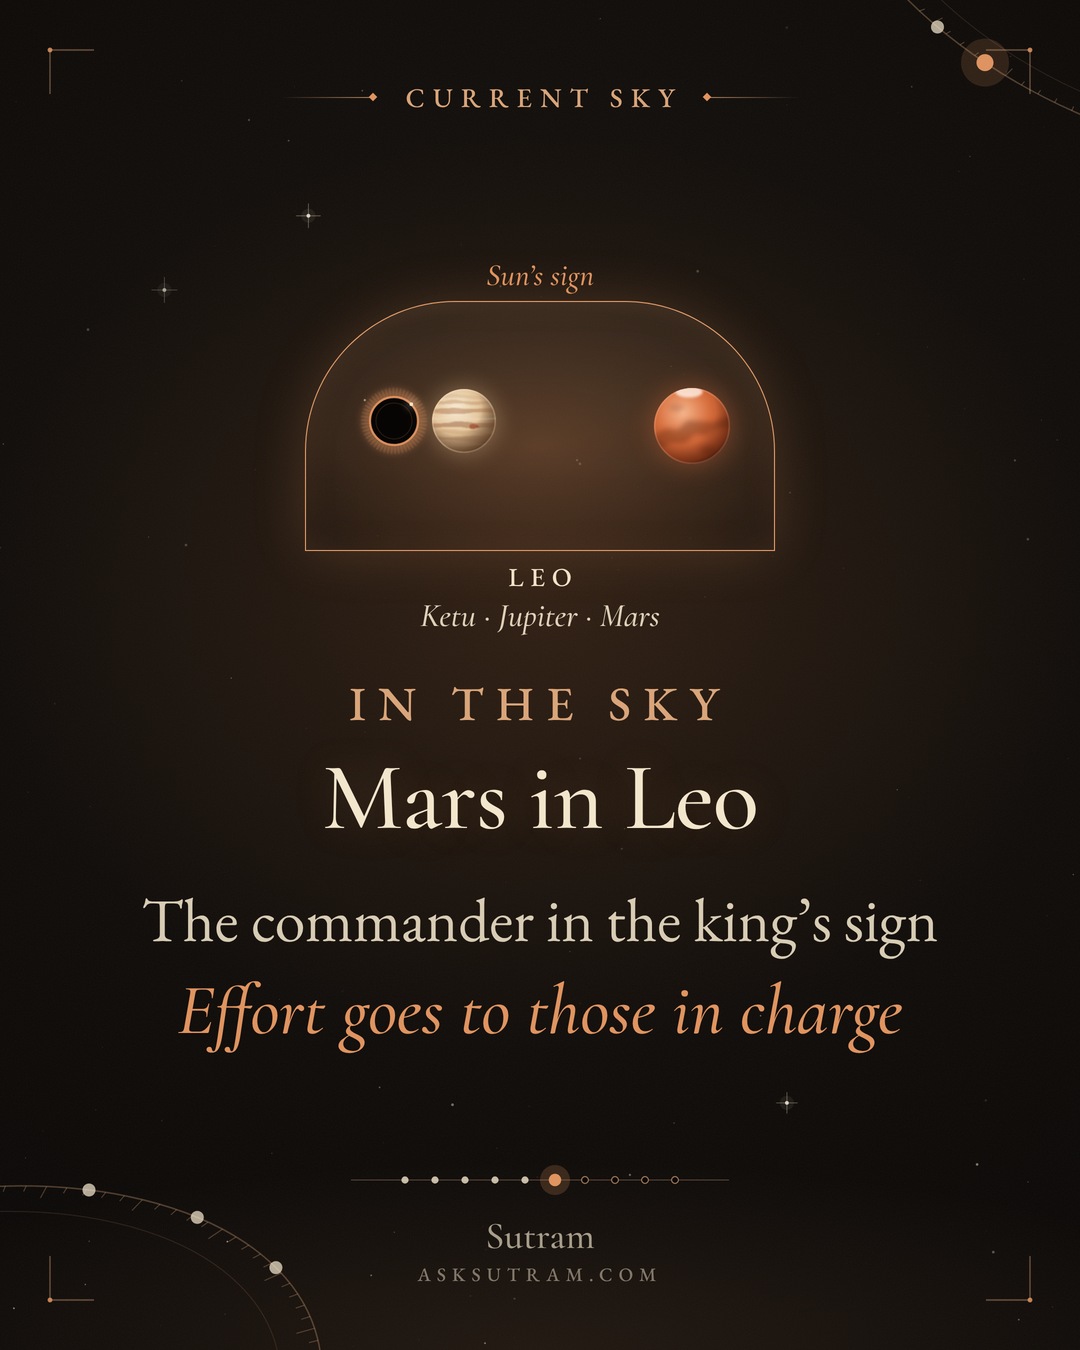 CURRENT SKY
Sun’s sign
LEO
Ketu · Jupiter · Mars
IN THE SKY
Mars in Leo
The commander in the king’s sign
Effort goes to those in charge
Sutram
ASKSUTRAM.COM